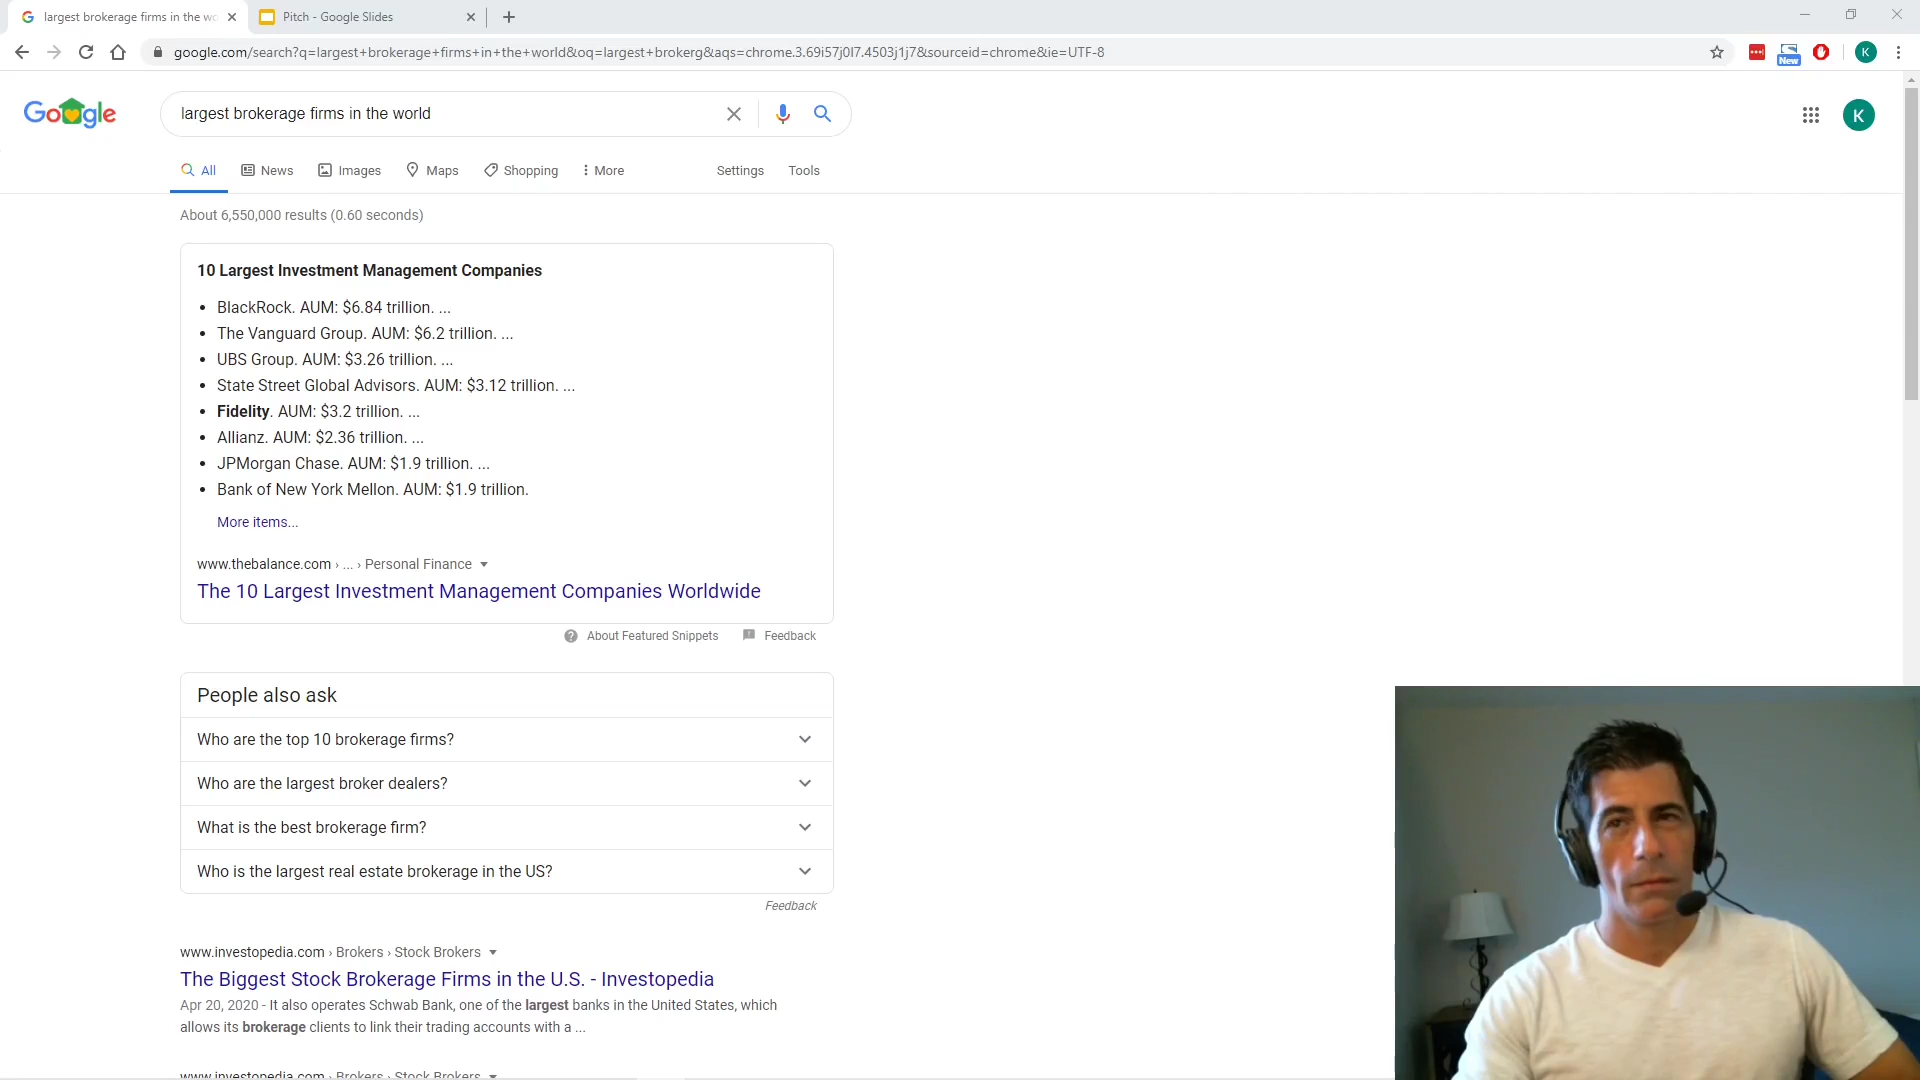 largest brokerage firms in the wo
Pitch - Google Slides
google.com/search?q=largest+brokerage+firms+in+the+world&oq=largest+brokerg&aqs=chrome.3.69i57j0l7.4503j1j7&sourceid=chrome&ie=UTF-8
New
K
Google
largest brokerage firms in the world
K
All
News
Images
Maps
Shopping
More
Settings
Tools
About 6,550,000 results (0.60 seconds)
10 Largest Investment Management Companies
• BlackRock. AUM: $6.84 trillion. ...
• The Vanguard Group. AUM: $6.2 trillion. ...
• UBS Group. AUM: $3.26 trillion. ...
• State Street Global Advisors. AUM: $3.12 trillion. ...
• Fidelity. AUM: $3.2 trillion. ...
• Allianz. AUM: $2.36 trillion. ...
• JPMorgan Chase. AUM: $1.9 trillion. ...
• Bank of New York Mellon. AUM: $1.9 trillion.
More items...
www.thebalance.com › ... › Personal Finance
The 10 Largest Investment Management Companies Worldwide
About Featured Snippets
Feedback
People also ask
Who are the top 10 brokerage firms?
Who are the largest broker dealers?
What is the best brokerage firm?
Who is the largest real estate brokerage in the US?
Feedback
www.investopedia.com › Brokers › Stock Brokers
The Biggest Stock Brokerage Firms in the U.S. - Investopedia
Apr 20, 2020 - It also operates Schwab Bank, one of the largest banks in the United States, which
allows its brokerage clients to link their trading accounts with a ...
www.investopedia.com › Brokers › Stock Brokers